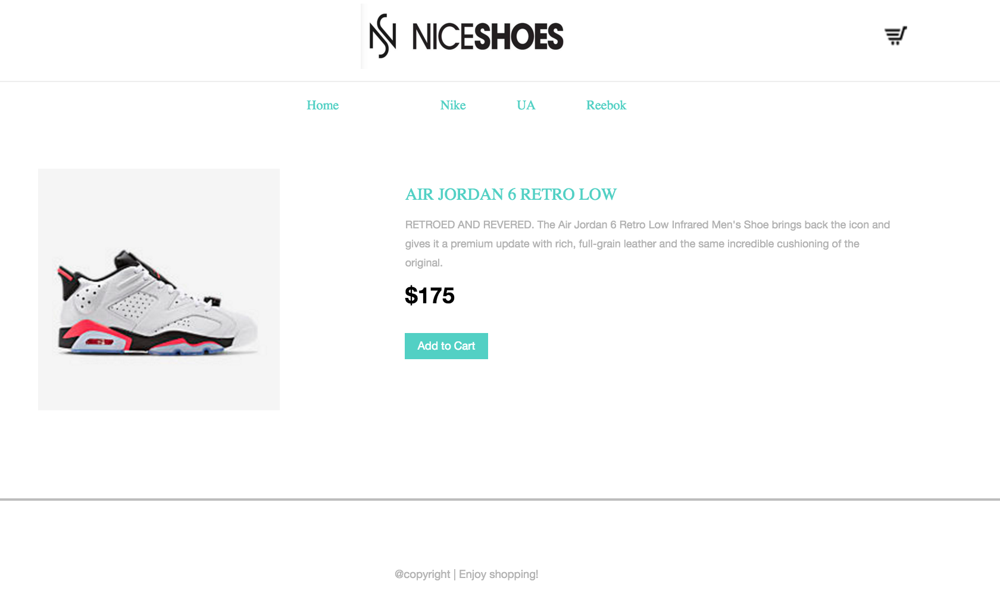 NS NICESHOES
Home Nike UA Reebok
AIR JORDAN 6 RETRO LOW
RETROED AND REVERED. The Air Jordan 6 Retro Low Infrared Men's Shoe brings back the icon and
gives it a premium update with rich, full-grain leather and the same incredible cushioning of the
original.
$175
Add to Cart
@copyright | Enjoy shopping!